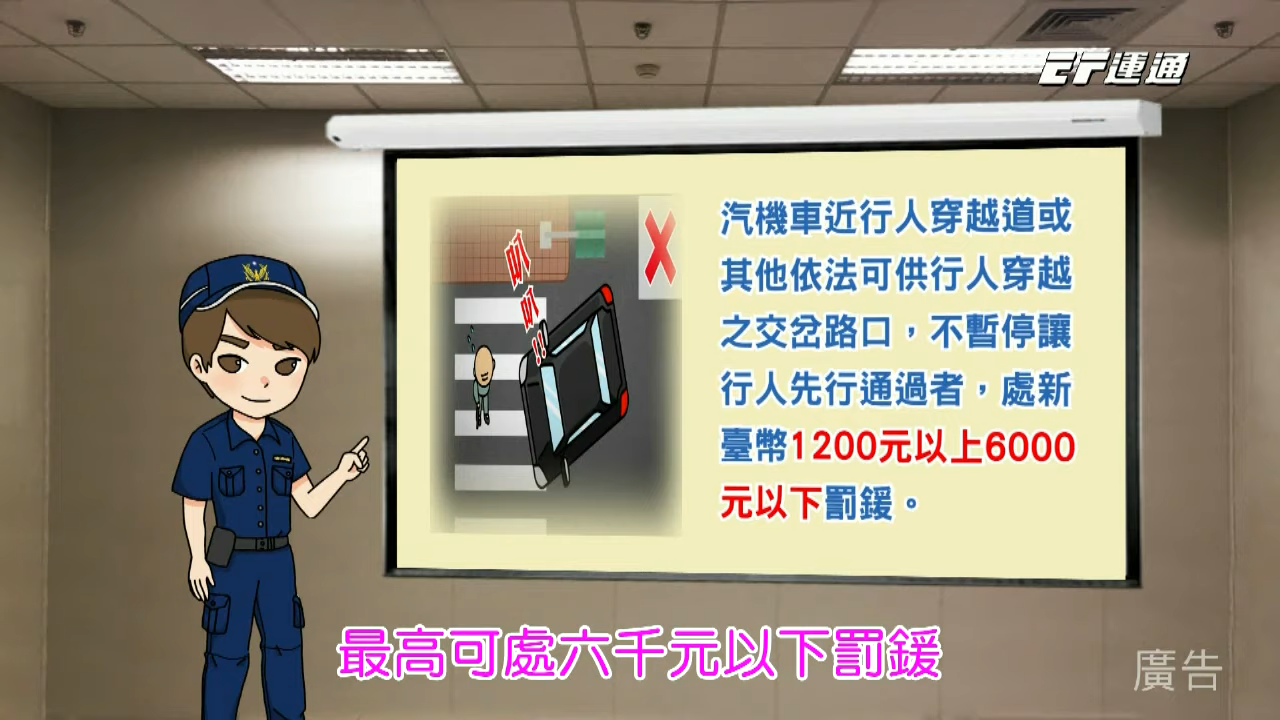 ET運通
叭
叭!!
汽機車近行人穿越道或
其他依法可供行人穿越
之交岔路口，不暫停讓
行人先行通過者，處新
臺幣1200元以上6000
元以下罰鍰。
最高可處六千元以下罰鍰
廣告